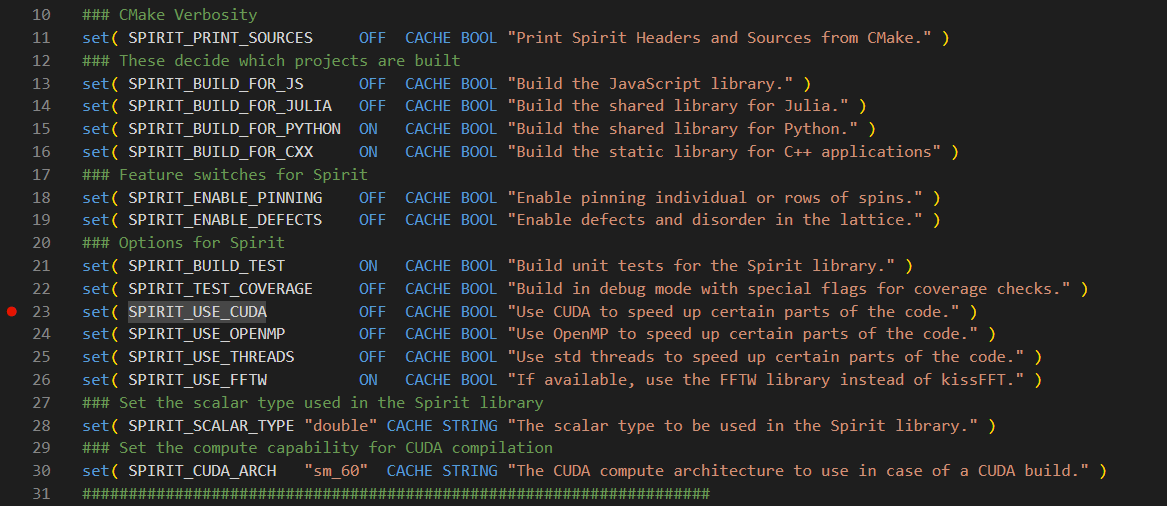 10 ### CMake Verbosity
11 set( SPIRIT_PRINT_SOURCES     OFF  CACHE BOOL "Print Spirit Headers and Sources from CMake." )
12 ### These decide which projects are built
13 set( SPIRIT_BUILD_FOR_JS      OFF  CACHE BOOL "Build the JavaScript library." )
14 set( SPIRIT_BUILD_FOR_JULIA   OFF  CACHE BOOL "Build the shared library for Julia." )
15 set( SPIRIT_BUILD_FOR_PYTHON  ON   CACHE BOOL "Build the shared library for Python." )
16 set( SPIRIT_BUILD_FOR_CXX     ON   CACHE BOOL "Build the static library for C++ applications" )
17 ### Feature switches for Spirit
18 set( SPIRIT_ENABLE_PINNING    OFF  CACHE BOOL "Enable pinning individual or rows of spins." )
19 set( SPIRIT_ENABLE_DEFECTS    OFF  CACHE BOOL "Enable defects and disorder in the lattice." )
20 ### Options for Spirit
21 set( SPIRIT_BUILD_TEST        ON   CACHE BOOL "Build unit tests for the Spirit library." )
22 set( SPIRIT_TEST_COVERAGE     OFF  CACHE BOOL "Build in debug mode with special flags for coverage checks." )
23 set( SPIRIT_USE_CUDA          OFF  CACHE BOOL "Use CUDA to speed up certain parts of the code." )
24 set( SPIRIT_USE_OPENMP        OFF  CACHE BOOL "Use OpenMP to speed up certain parts of the code." )
25 set( SPIRIT_USE_THREADS       OFF  CACHE BOOL "Use std threads to speed up certain parts of the code." )
26 set( SPIRIT_USE_FFTW          ON   CACHE BOOL "If available, use the FFTW library instead of kissFFT." )
27 ### Set the scalar type used in the Spirit library
28 set( SPIRIT_SCALAR_TYPE "double" CACHE STRING "The scalar type to be used in the Spirit library." )
29 ### Set the compute capability for CUDA compilation
30 set( SPIRIT_CUDA_ARCH   "sm_60"  CACHE STRING "The CUDA compute architecture to use in case of a CUDA build." )
31 ####################################################################